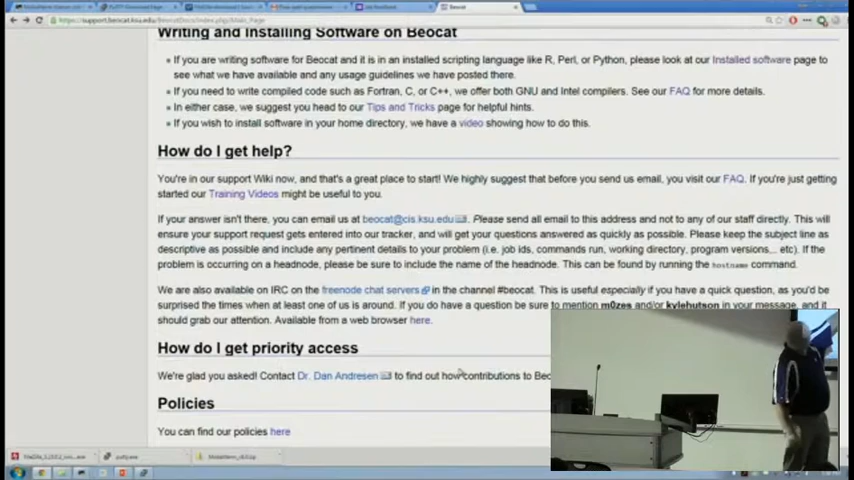 Beocat
https://support.beocat.ksu.edu/BeocatDocs/index.php/Main_Page
Writing and Installing Software on Beocat
If you are writing software for Beocat and it is in an installed scripting language like R, Perl, or Python, please look at our Installed software page to
see what we have available and any usage guidelines we have posted there.
If you need to write compiled code such as Fortran, C, or C++, we offer both GNU and Intel compilers. See our FAQ for more details.
In either case, we suggest you head to our Tips and Tricks page for helpful hints.
If you wish to install software in your home directory, we have a video showing how to do this.
How do I get help?
You're in our support Wiki now, and that's a great place to start! We highly suggest that before you send us email, you visit our FAQ. If you're just getting
started our Training Videos might be useful to you.
If your answer isn't there, you can email us at beocat@cis.ksu.edu. Please send all email to this address and not to any of our staff directly. This will
ensure your support request gets entered into our tracker, and will get your questions answered as quickly as possible. Please keep the subject line as
descriptive as possible and include any pertinent details to your problem (i.e. job ids, commands run, working directory, program versions,.. etc). If the
problem is occurring on a headnode, please be sure to include the name of the headnode. This can be found by running the hostname command.
We are also available on IRC on the freenode chat servers in the channel #beocat. This is useful especially if you have a quick question, as you'd be
surprised the times when at least one of us is around. If you do have a question be sure to mention m0zes and/or kylehutson in your message, and it
should grab our attention. Available from a web browser here.
How do I get priority access
We're glad you asked! Contact Dr. Dan Andresen to find out how contributions to Beo
Policies
You can find our policies here
putty.exe